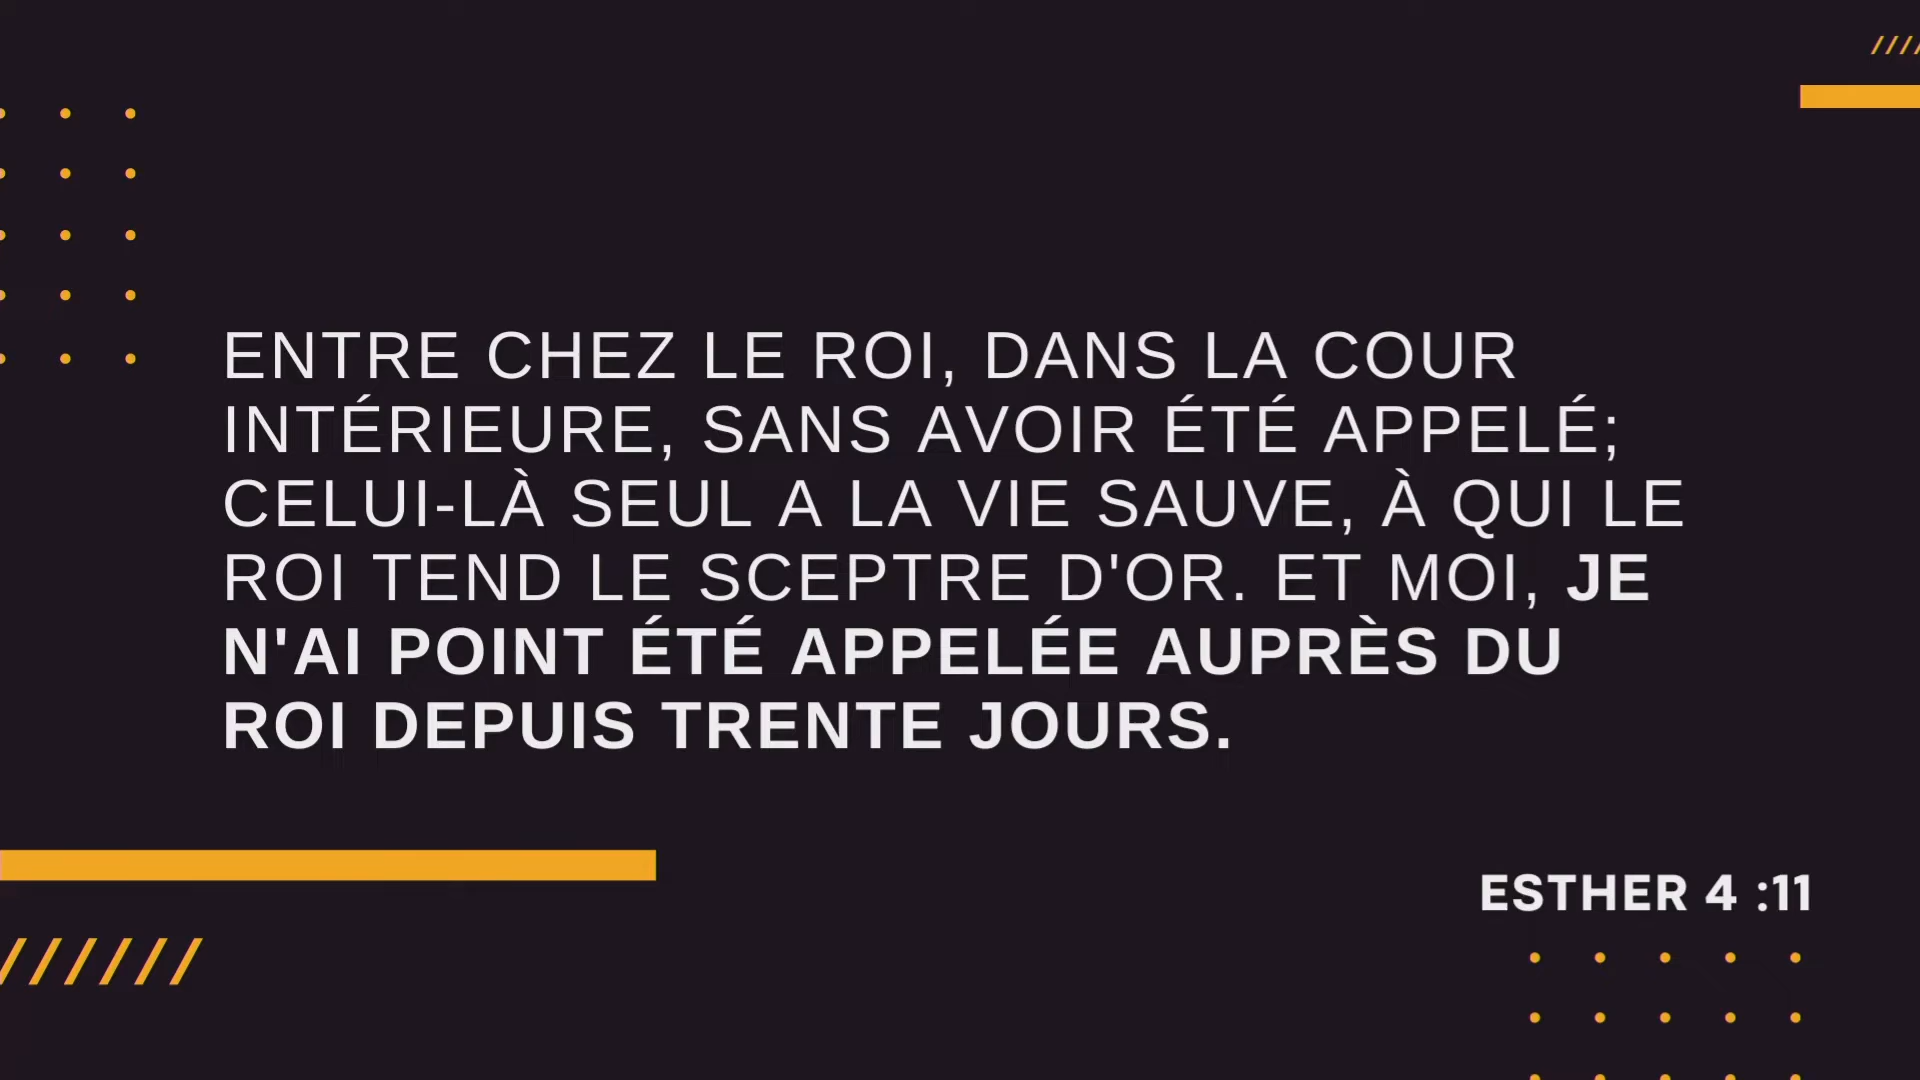 ENTRE CHEZ LE ROI, DANS LA COUR
INTÉRIEURE, SANS AVOIR ÉTÉ APPELÉ;
CELUI-LÀ SEUL A LA VIE SAUVE, À QUI LE
ROI TEND LE SCEPTRE D'OR. ET MOI, JE
N'AI POINT ÉTÉ APPELÉE AUPRÈS DU
ROI DEPUIS TRENTE JOURS.
ESTHER 4 :11